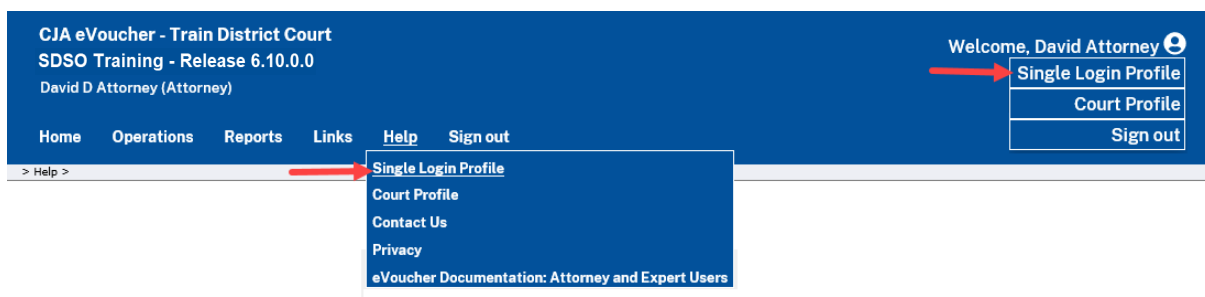 CJA eVoucher - Train District Court
SDSO Training - Release 6.10.0.0
David D Attorney (Attorney)
Welcome, David Attorney
Single Login Profile
Court Profile
Sign out
Home Operations Reports Links Help Sign out
> Help >
Single Login Profile
Court Profile
Contact Us
Privacy
eVoucher Documentation: Attorney and Expert Users